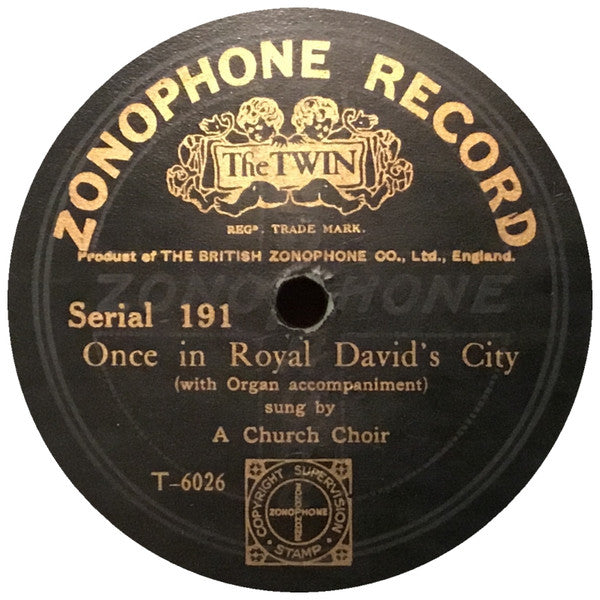 ZONOPHONE RECORD
The TWIN
REGD. TRADE MARK.
Product of THE BRITISH ZONOPHONE CO., Ltd., England.
ZONOPHONE
Serial 191
Once in Royal David's City
(with Organ accompaniment)
sung by
A Church Choir
T-6026
COPYRIGHT SUPERVISION
ZONOPHONE
ZONOPHONE
STAMP